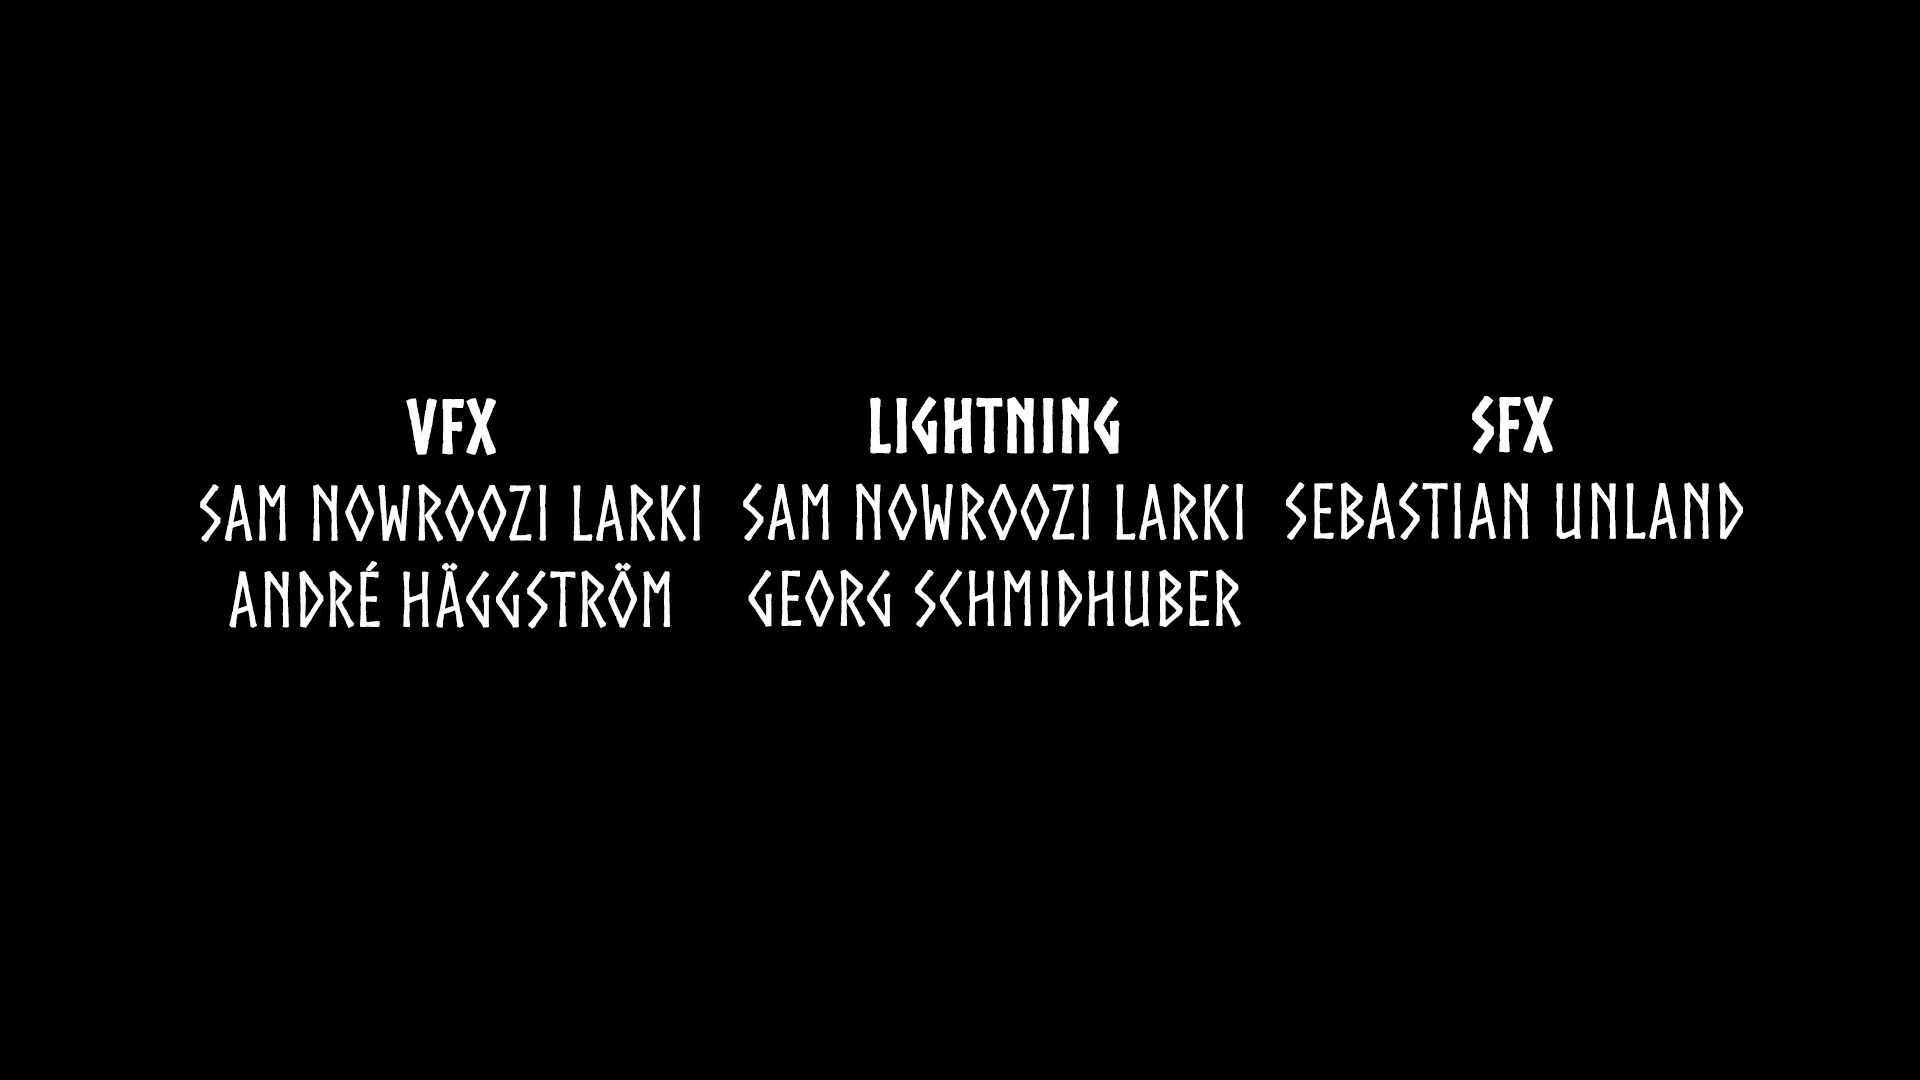 VFX
SAM NOWROOZI LARKI
ANDRÉ HÄGGSTRÖM
LIGHTNING
SAM NOWROOZI LARKI
GEORG SCHMIDHUBER
SFX
SEBASTIAN UNLAND